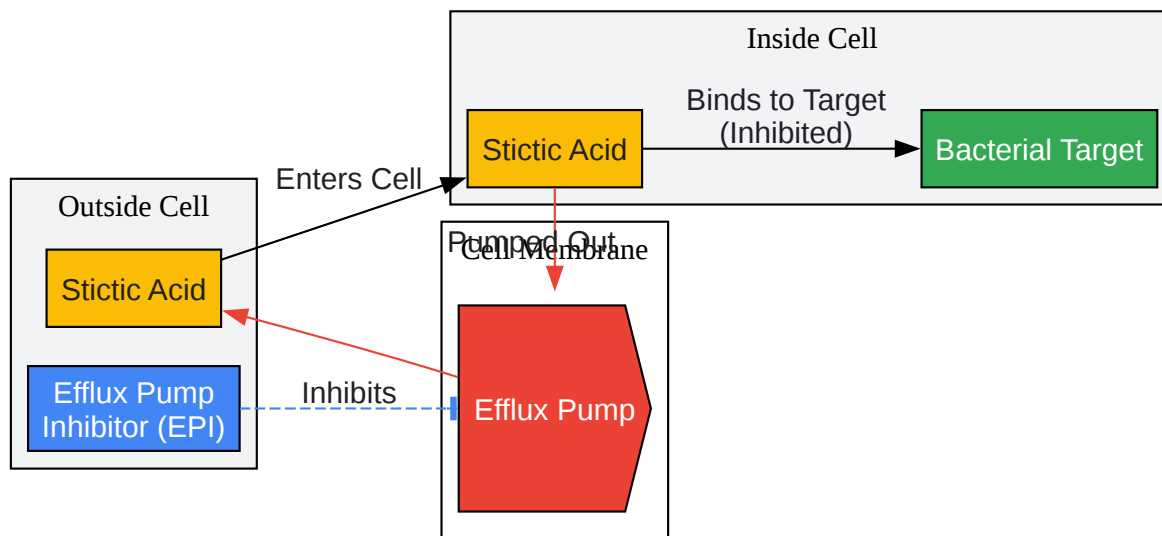 Inside Cell
Binds to Target
(Inhibited)
Stictic Acid
Bacterial Target
Enters Cell
Outside Cell
Pumped Out
Cell Membrane
Stictic Acid
Efflux Pump
Inhibitor (EPI)
Inhibits
Efflux Pump